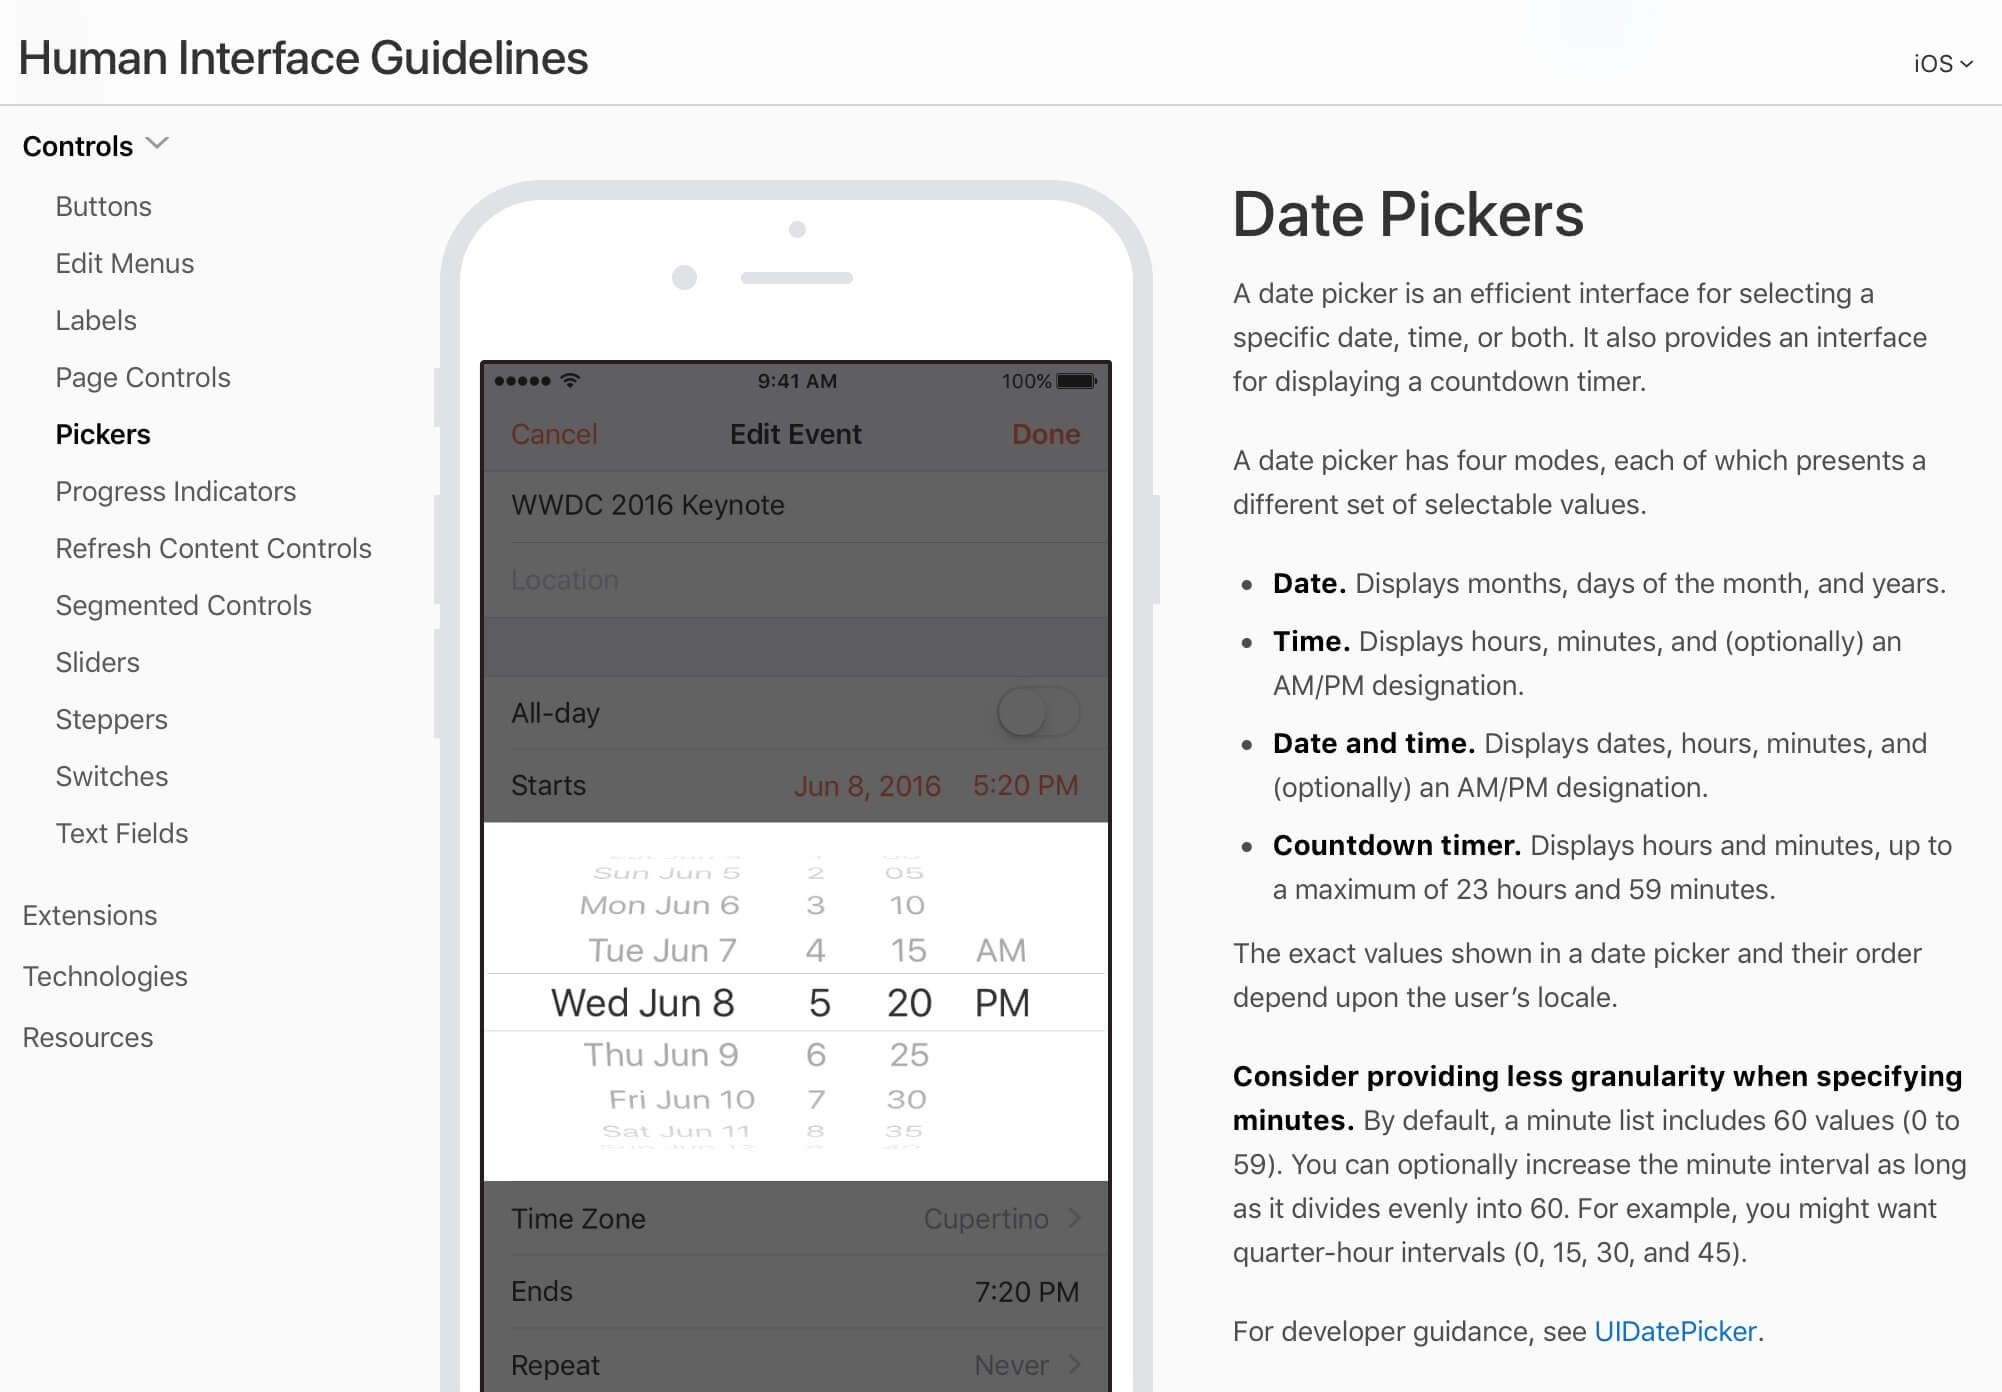 Human Interface Guidelines
iOS
Controls
Buttons
Edit Menus
Labels
Page Controls
Pickers
Progress Indicators
Refresh Content Controls
Segmented Controls
Sliders
Steppers
Switches
Text Fields
Extensions
Technologies
Resources
9:41 AM 100%
Cancel Edit Event Done
WWDC 2016 Keynote
Location
All-day
Starts Jun 8, 2016 5:20 PM
Sun Jun 5 2 05
Mon Jun 6 3 10
Tue Jun 7 4 15 AM
Wed Jun 8 5 20 PM
Thu Jun 9 6 25
Fri Jun 10 7 30
Sat Jun 11 8 35
Time Zone Cupertino
Ends 7:20 PM
Repeat Never
Date Pickers
A date picker is an efficient interface for selecting a
specific date, time, or both. It also provides an interface
for displaying a countdown timer.
A date picker has four modes, each of which presents a
different set of selectable values.
• Date. Displays months, days of the month, and years.
• Time. Displays hours, minutes, and (optionally) an
AM/PM designation.
• Date and time. Displays dates, hours, minutes, and
(optionally) an AM/PM designation.
• Countdown timer. Displays hours and minutes, up to
a maximum of 23 hours and 59 minutes.
The exact values shown in a date picker and their order
depend upon the user’s locale.
Consider providing less granularity when specifying
minutes. By default, a minute list includes 60 values (0 to
59). You can optionally increase the minute interval as long
as it divides evenly into 60. For example, you might want
quarter-hour intervals (0, 15, 30, and 45).
For developer guidance, see UIDatePicker.